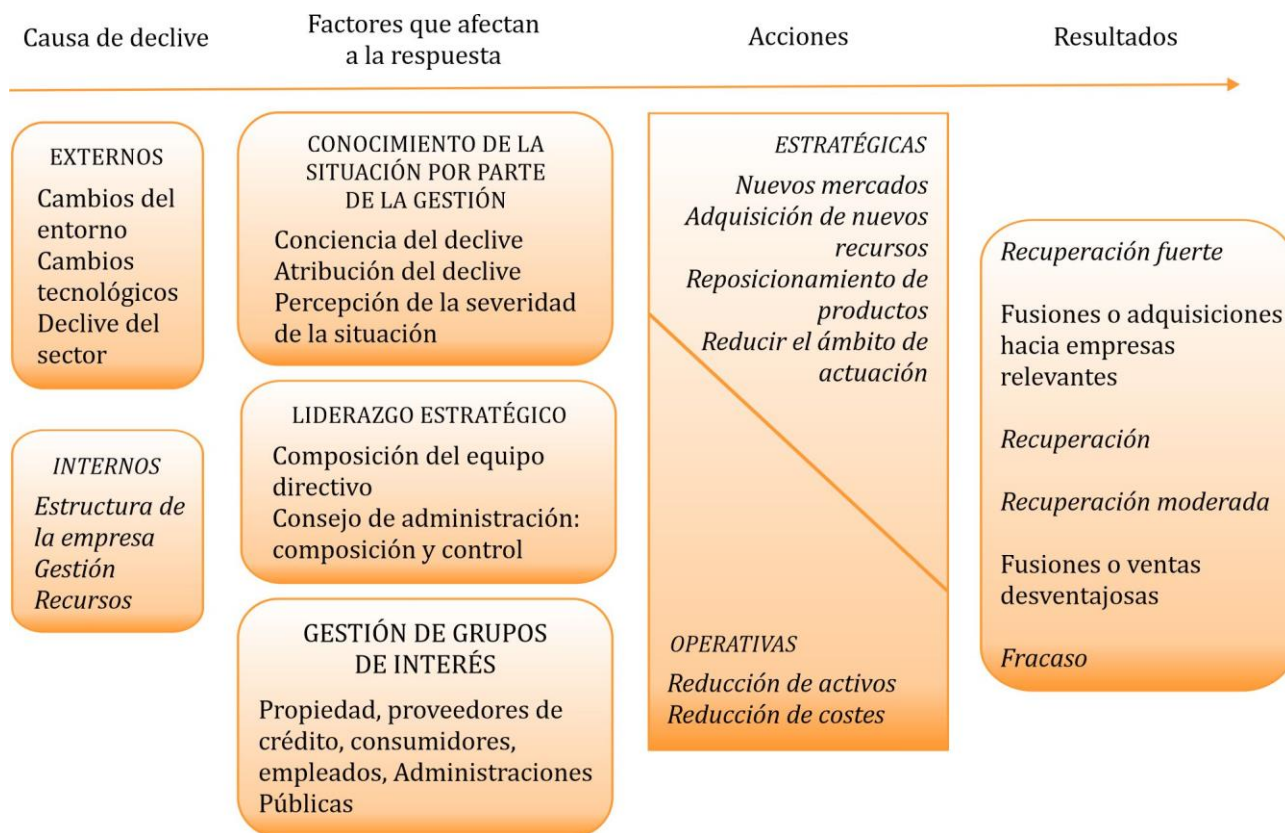 Causa de declive
Factores que afectan
a la respuesta
Acciones
Resultados
EXTERNOS
Cambios del
entorno
Cambios
tecnológicos
Declive del
sector
INTERNOS
Estructura de
la empresa
Gestión
Recursos
CONOCIMIENTO DE LA
SITUACIÓN POR PARTE
DE LA GESTIÓN
Conciencia del declive
Atribución del declive
Percepción de la severidad
de la situación
LIDERAZGO ESTRATÉGICO
Composición del equipo
directivo
Consejo de administración:
composición y control
GESTIÓN DE GRUPOS
DE INTERÉS
Propiedad, proveedores de
crédito, consumidores,
empleados, Administraciones
Públicas
ESTRATÉGICAS
Nuevos mercados
Adquisición de nuevos
recursos
Reposicionamiento de
productos
Reducir el ámbito de
actuación
OPERATIVAS
Reducción de activos
Reducción de costes
Recuperación fuerte
Fusiones o adquisiciones
hacia empresas
relevantes
Recuperación
Recuperación moderada
Fusiones o ventas
desventajosas
Fracaso